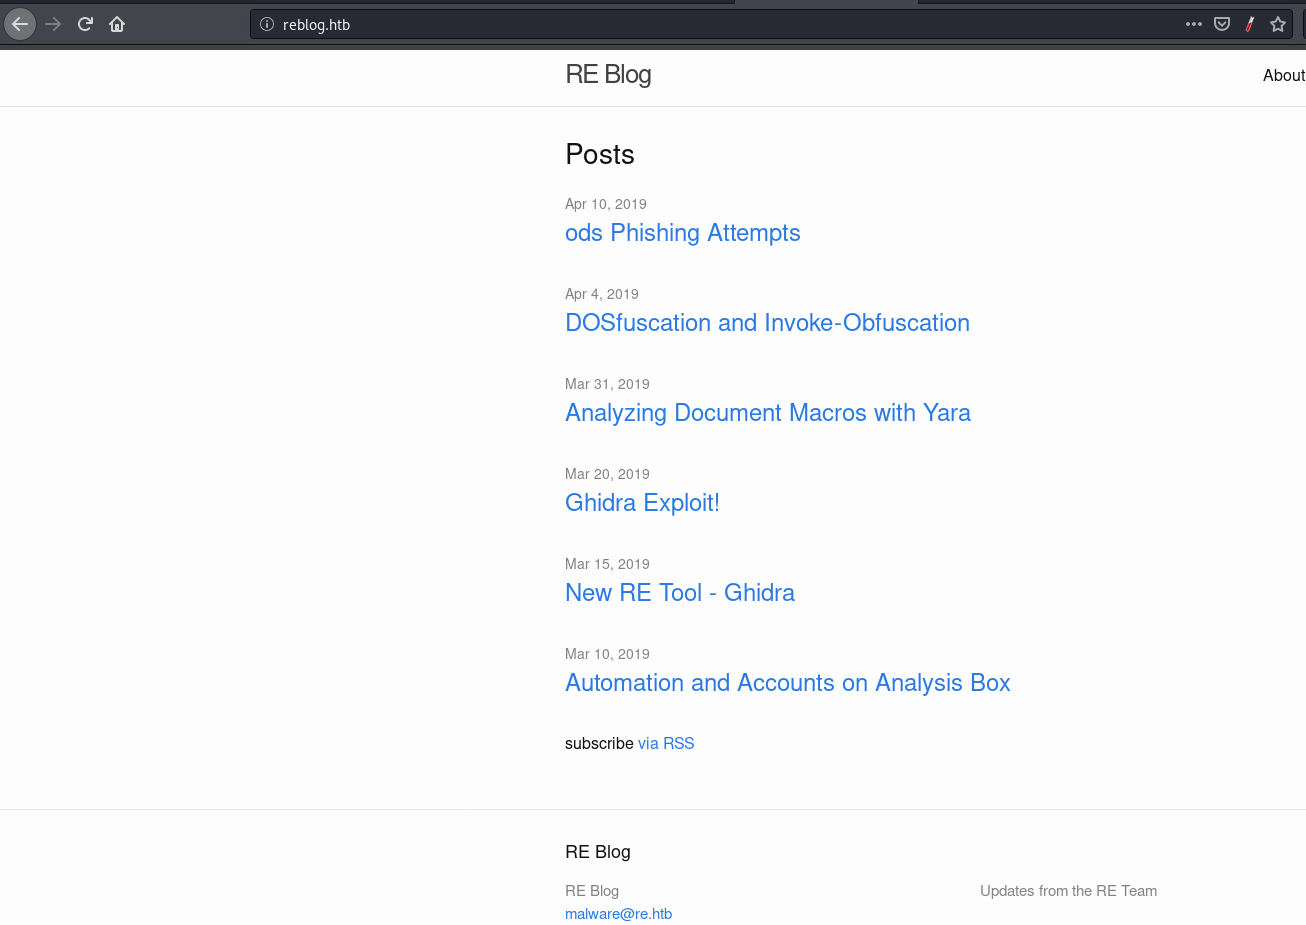 reblog.htb
RE Blog
About
Posts
Apr 10, 2019
ods Phishing Attempts
Apr 4, 2019
DOSfuscation and Invoke-Obfuscation
Mar 31, 2019
Analyzing Document Macros with Yara
Mar 20, 2019
Ghidra Exploit!
Mar 15, 2019
New RE Tool - Ghidra
Mar 10, 2019
Automation and Accounts on Analysis Box
subscribe via RSS
RE Blog
RE Blog
malware@re.htb
Updates from the RE Team